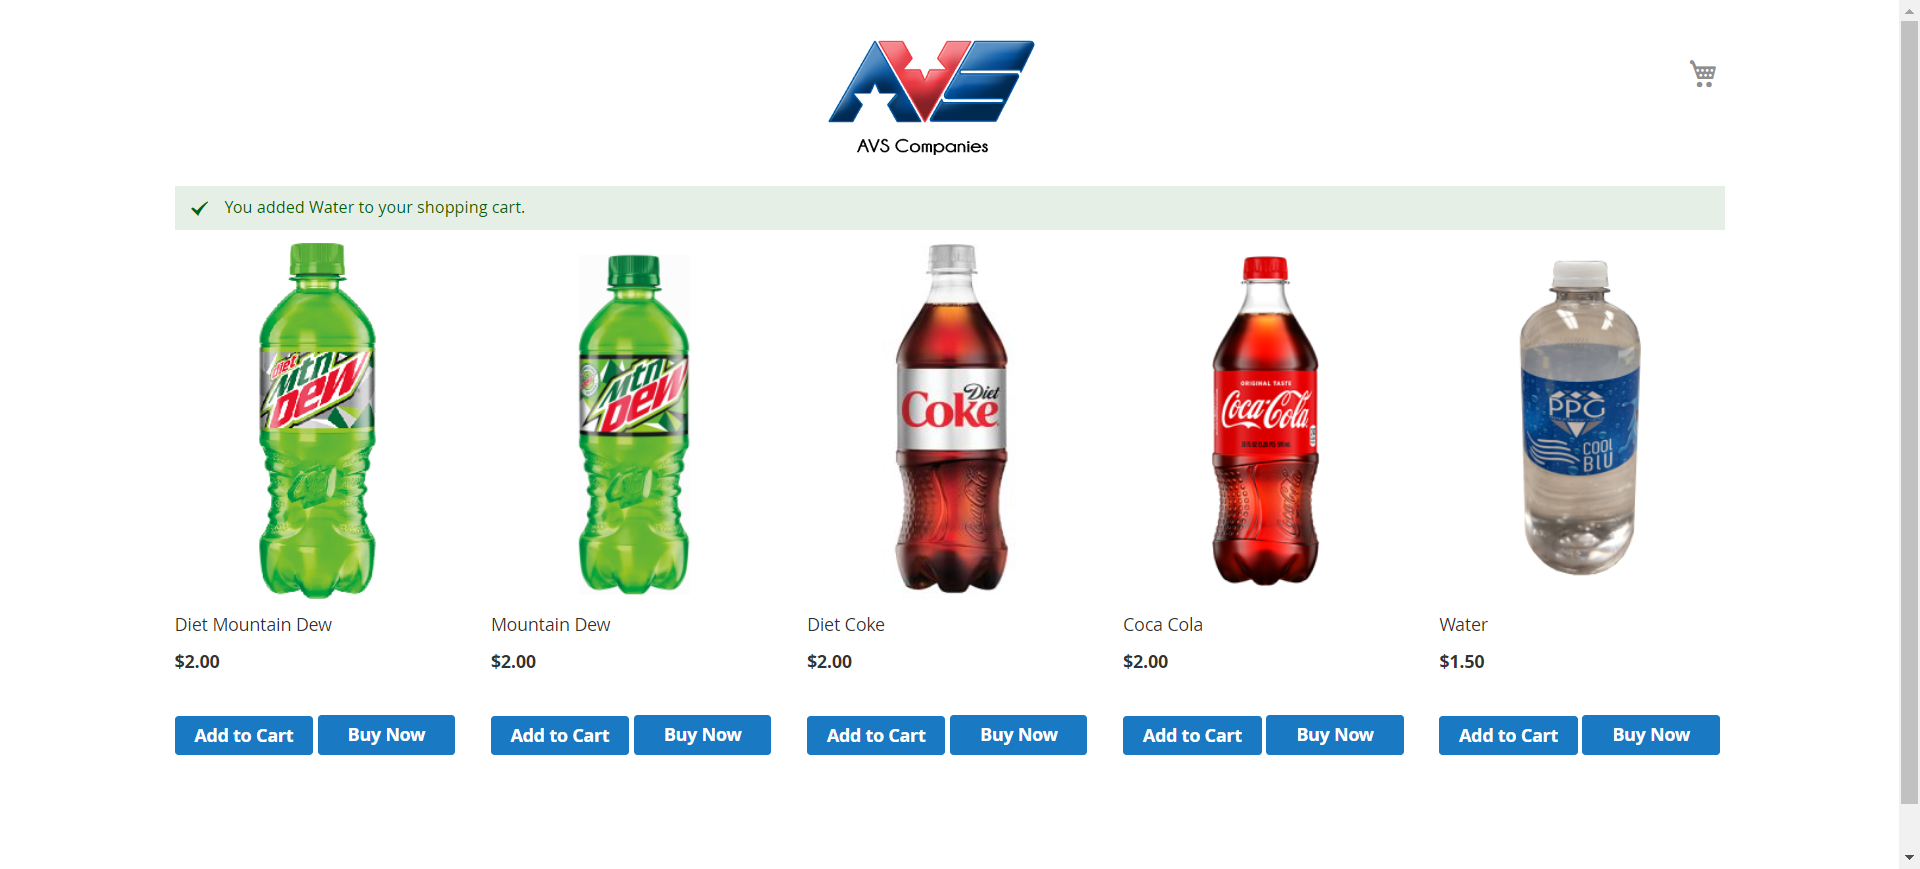 AVS
AVS Companies
You added Water to your shopping cart.
diet
mtn
DEW
mtn
DEW
Diet
Coke
ORIGINAL TASTE
Coca-Cola
PPG
COOL
BLU
Diet Mountain Dew
Mountain Dew
Diet Coke
Coca Cola
Water
$2.00
$2.00
$2.00
$2.00
$1.50
Add to Cart
Buy Now
Add to Cart
Buy Now
Add to Cart
Buy Now
Add to Cart
Buy Now
Add to Cart
Buy Now